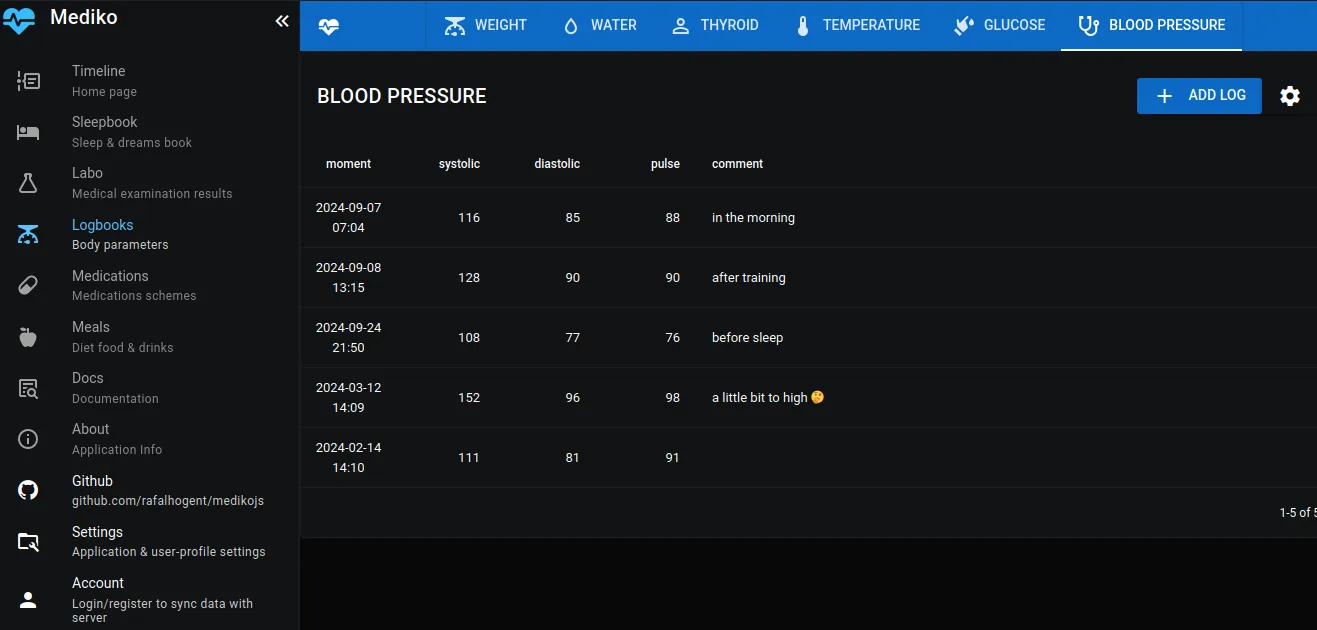 Mediko
Timeline
Home page
Sleepbook
Sleep & dreams book
Labo
Medical examination results
Logbooks
Body parameters
Medications
Medications schemes
Meals
Diet food & drinks
Docs
Documentation
About
Application Info
Github
github.com/rafalhogent/medikojs
Settings
Application & user-profile settings
Account
Login/register to sync data with
server
WEIGHT WATER THYROID TEMPERATURE GLUCOSE BLOOD PRESSURE
BLOOD PRESSURE
ADD LOG
moment systolic diastolic pulse comment
2024-09-07
07:04 116 85 88 in the morning
2024-09-08
13:15 128 90 90 after training
2024-09-24
21:50 108 77 76 before sleep
2024-03-12
14:09 152 96 98 a little bit to high 🤔
2024-02-14
14:10 111 81 91
1-5 of 5